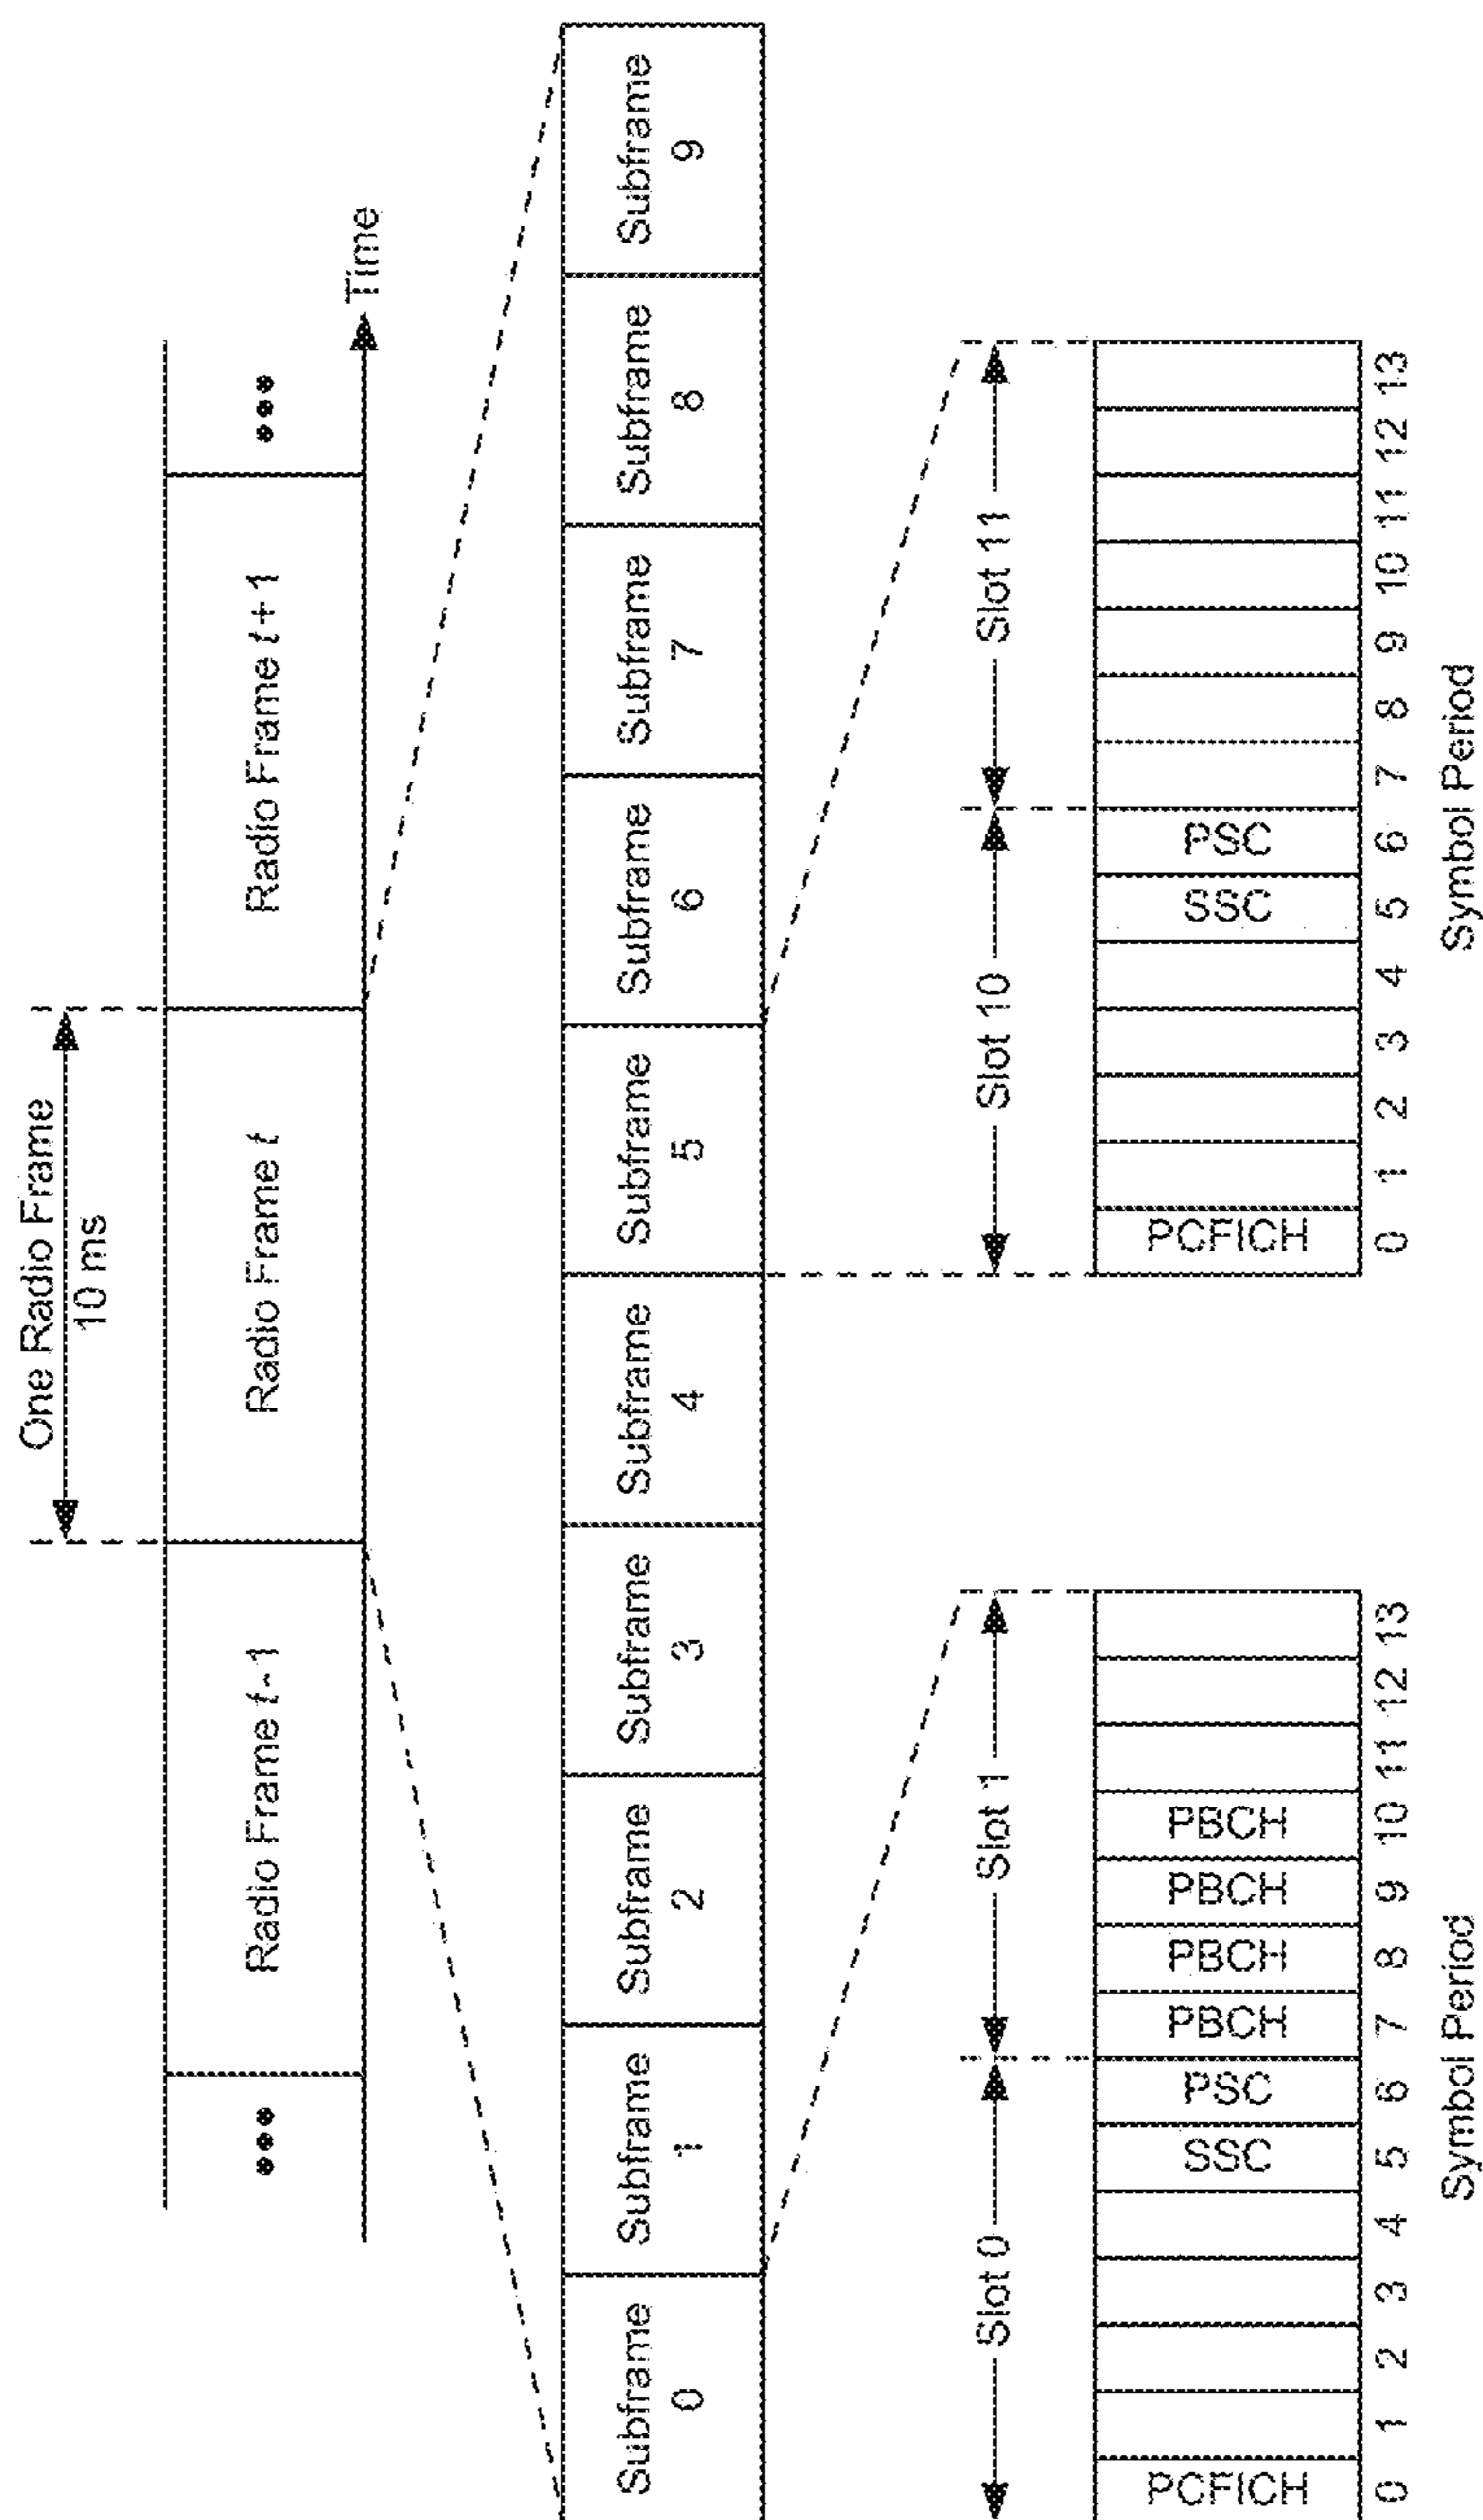 One Radio Frame
10 ms
•••
Radio Frame t-1
Radio Frame t
Radio Frame t+1
•••
Time
Subframe
0
Subframe
1
Subframe
2
Subframe
3
Subframe
4
Subframe
5
Subframe
6
Subframe
7
Subframe
8
Subframe
9
Slot 0
Slot 1
PCFICH
SSC
PSC
PBCH
PBCH
PBCH
PBCH
0 1 2 3 4 5 6 7 8 9 10 11 12 13
Symbol Period
Slot 10
Slot 11
PCFICH
SSC
PSC
0 1 2 3 4 5 6 7 8 9 10 11 12 13
Symbol Period